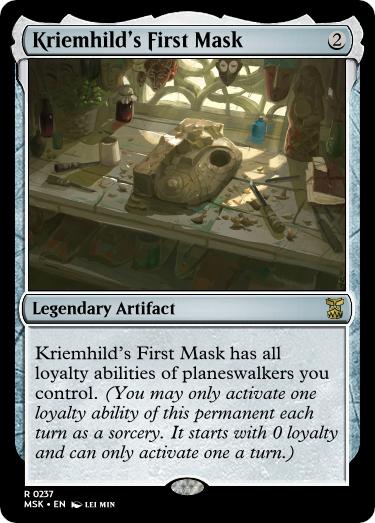 Kriemhild's First Mask 2
Legendary Artifact
Kriemhild's First Mask has all
loyalty abilities of planeswalkers you
control. (You may only activate one
loyalty ability of this permanent each
turn as a sorcery. It starts with 0 loyalty
and can only activate one a turn.)
R 0237
MSK • EN LEI MIN